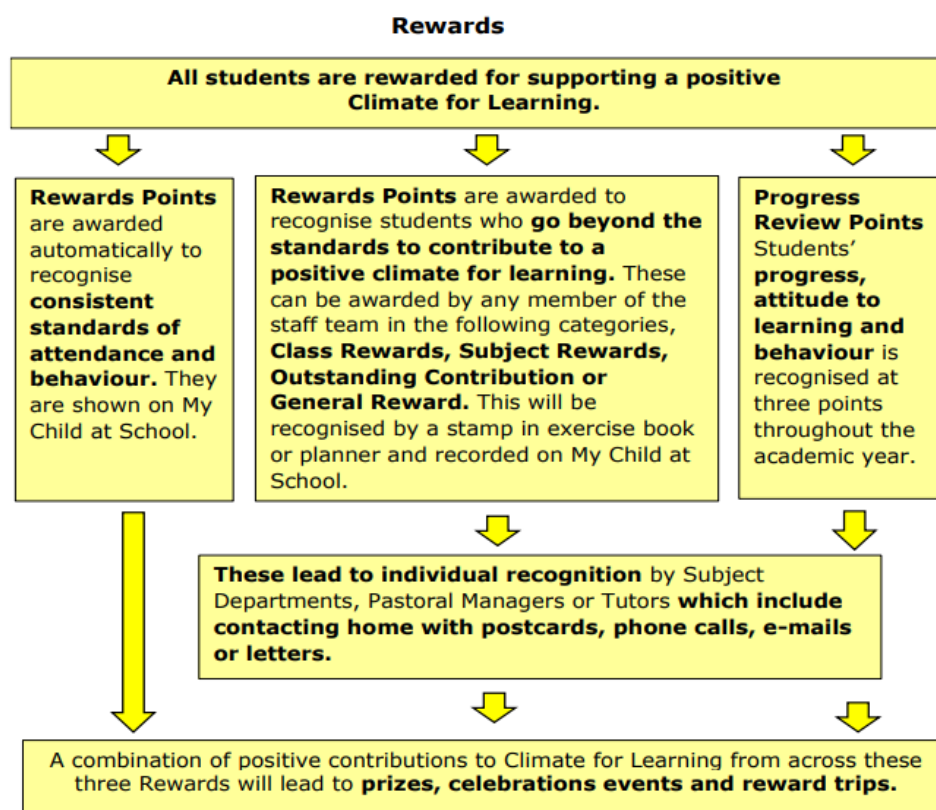 Rewards
All students are rewarded for supporting a positive
Climate for Learning.
Rewards Points
are awarded
automatically to
recognise
consistent
standards of
attendance and
behaviour. They
are shown on My
Child at School.
Rewards Points are awarded to
recognise students who go beyond the
standards to contribute to a
positive climate for learning. These
can be awarded by any member of the
staff team in the following categories,
Class Rewards, Subject Rewards,
Outstanding Contribution or
General Reward. This will be
recognised by a stamp in exercise book
or planner and recorded on My Child at
School.
Progress
Review Points
Students’
progress,
attitude to
learning and
behaviour is
recognised at
three points
throughout the
academic year.
These lead to individual recognition by Subject
Departments, Pastoral Managers or Tutors which include
contacting home with postcards, phone calls, e-mails
or letters.
A combination of positive contributions to Climate for Learning from across these
three Rewards will lead to prizes, celebrations events and reward trips.